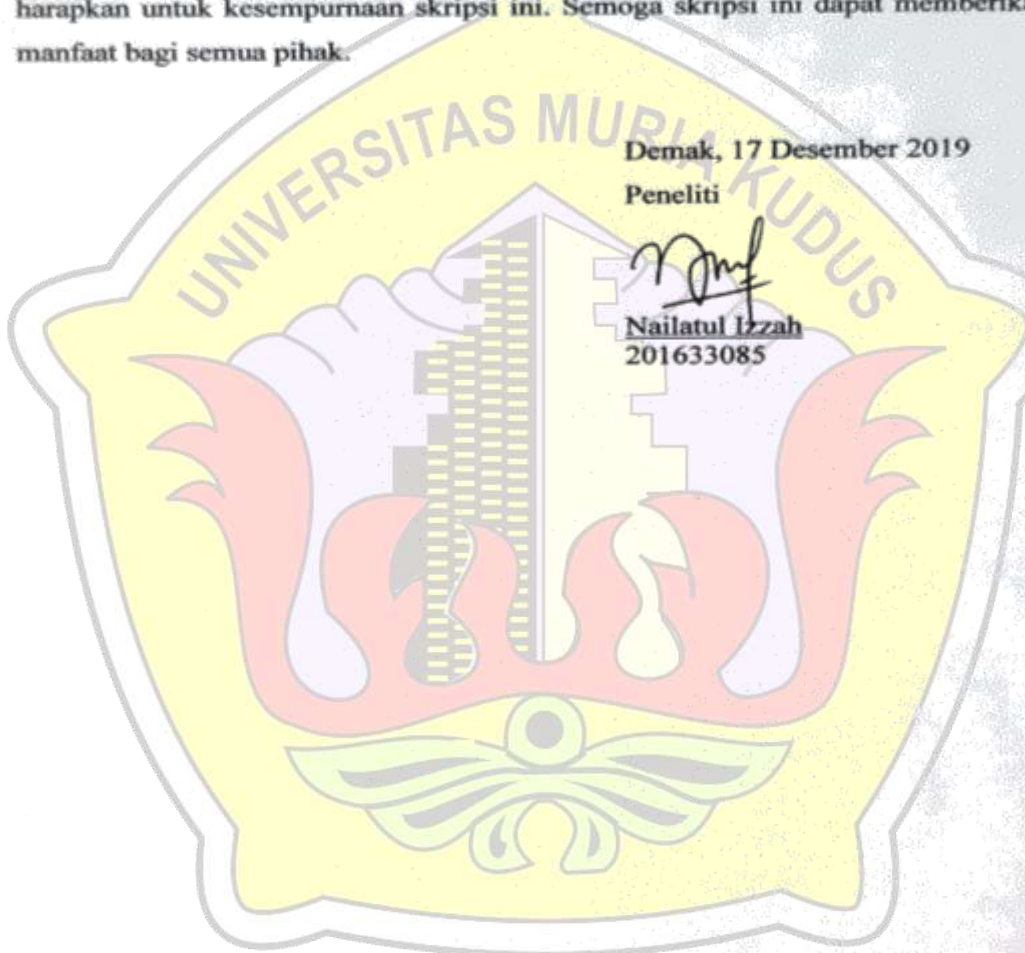 harapkan untuk kesempurnaan skripsi ini. Semoga skripsi ini dapat memberika
manfaat bagi semua pihak.
UNIVERSITAS MURIA KUDUS
Demak, 17 Desember 2019
Peneliti
Nailatul Izzah
201633085